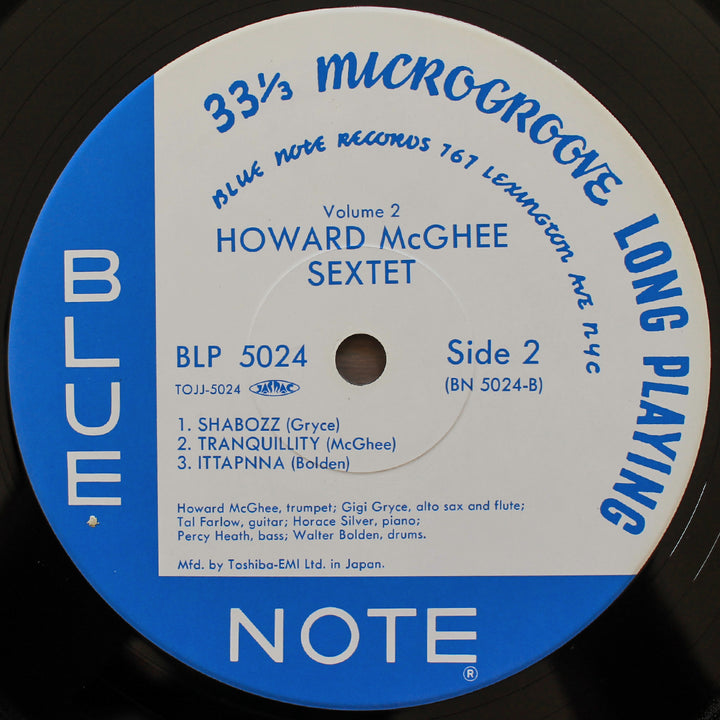 33⅓ MICROGROOVE LONG PLAYING
BLUE NOTE RECORDS 767 LEXINGTON AVE NYC
Volume 2
HOWARD McGHEE
SEXTET
BLP 5024
Side 2
TOJJ-5024 JASRAC
(BN 5024-B)
1. SHABOZZ (Gryce)
2. TRANQUILLITY (McGhee)
3. ITTAPNNA (Bolden)
Howard McGhee, trumpet; Gigi Gryce, alto sax and flute;
Tal Farlow, guitar; Horace Silver, piano;
Percy Heath, bass; Walter Bolden, drums.
Mfd. by Toshiba-EMI Ltd. in Japan.
BLUE
NOTE®